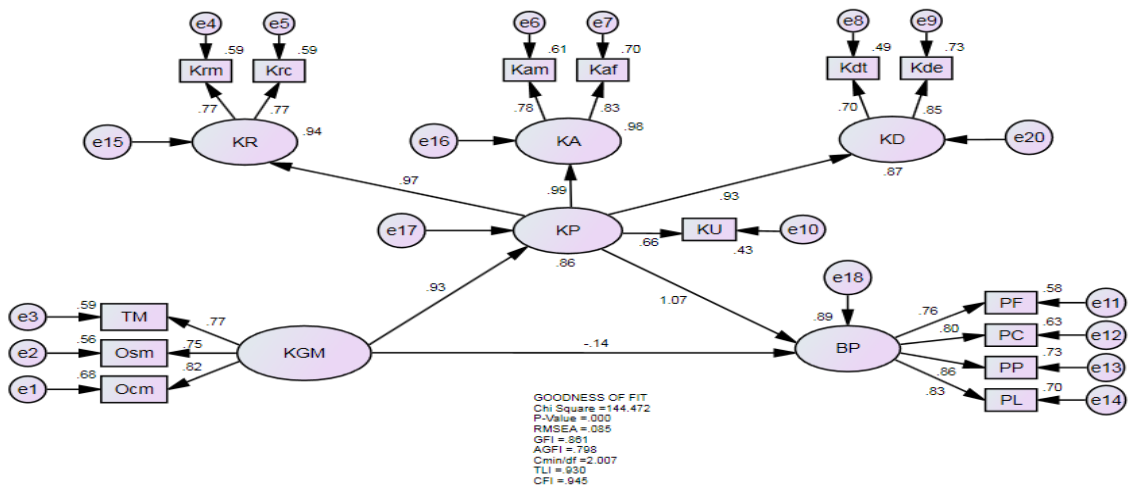 e4 e5 e6 e7 e8 e9
.59 .59 .61 .70 .49 .73
Krm Krc Kam Kaf Kdt Kde
.77 .77 .78 .83 .70 .85
e15 KR .94 e16 KA .98 KD e20
.87
.97 .99 .93
e17 KP .66 KU e10
.86 .43
e18
.93 1.07
e3 .59 TM .77 .89 .76 PF .58 e11
e2 .56 Osm .75 KGM -.14 BP .80 PC .63 e12
e1 .68 Ocm .82 .86 PP .73 e13
.83 PL .70 e14
GOODNESS OF FIT
Chi Square =144.472
P-Value =.000
RMSEA =.085
GFI =.861
AGFI =.798
Cmin/df =2.007
TLI =.930
CFI =.945